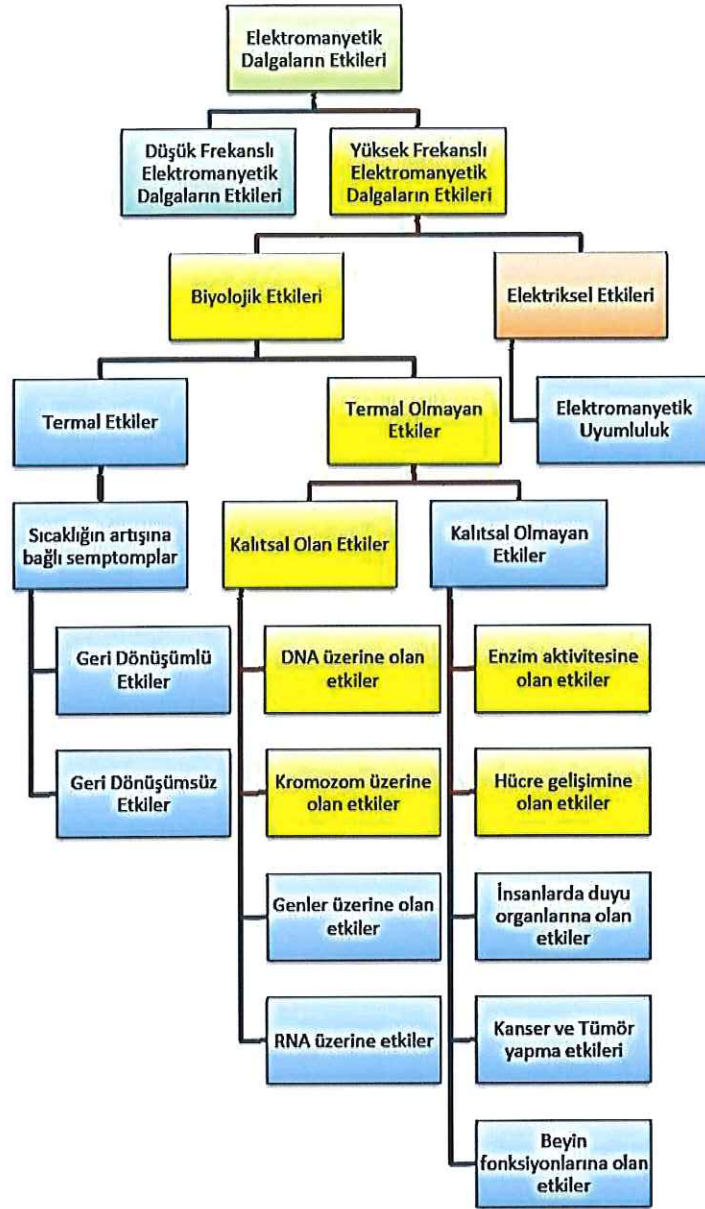 Elektromanyetik
Dalgaların Etkileri
Düşük Frekanslı
Elektromanyetik
Dalgaların Etkileri
Yüksek Frekanslı
Elektromanyetik
Dalgaların Etkileri
Biyolojik Etkileri
Elektriksel Etkileri
Termal Etkiler
Termal Olmayan
Etkiler
Elektromanyetik
Uyumluluk
Sıcaklığın artışına
bağlı semptomplar
Kalıtsal Olan Etkiler
Kalıtsal Olmayan
Etkiler
Geri Dönüşümlü
Etkiler
DNA üzerine olan
etkiler
Enzim aktivitesine
olan etkiler
Geri Dönüşümsüz
Etkiler
Kromozom üzerine
olan etkiler
Hücre gelişimine
olan etkiler
Genler üzerine olan
etkiler
İnsanlarda duyu
organlarına olan
etkiler
RNA üzerine etkiler
Kanser ve Tümör
yapma etkileri
Beyin
fonksiyonlarına olan
etkiler